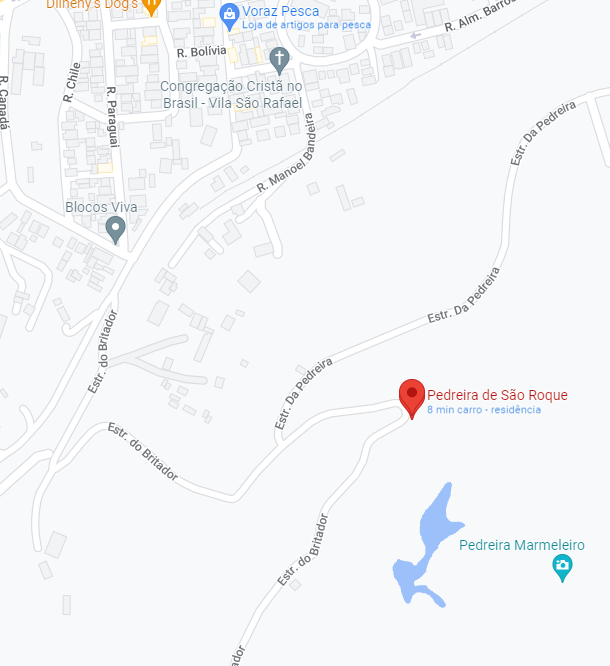 Dilheny's Dog's
Voraz Pesca
Loja de artigos para pesca
R. Alm. Barros
R. Bolívia
R. Chile
R. Canadá
R. Paraguai
Congregação Cristã no
Brasil - Vila São Rafael
R. Manoel Bandeira
Estr. Da Pedreira
Blocos Viva
Estr. Da Pedreira
Estr. do Britador
Estr. Da Pedreira
Pedreira de São Roque
8 min carro - residência
Estr. do Britador
Pedreira Marmeleiro
Estr. do Britador
ador